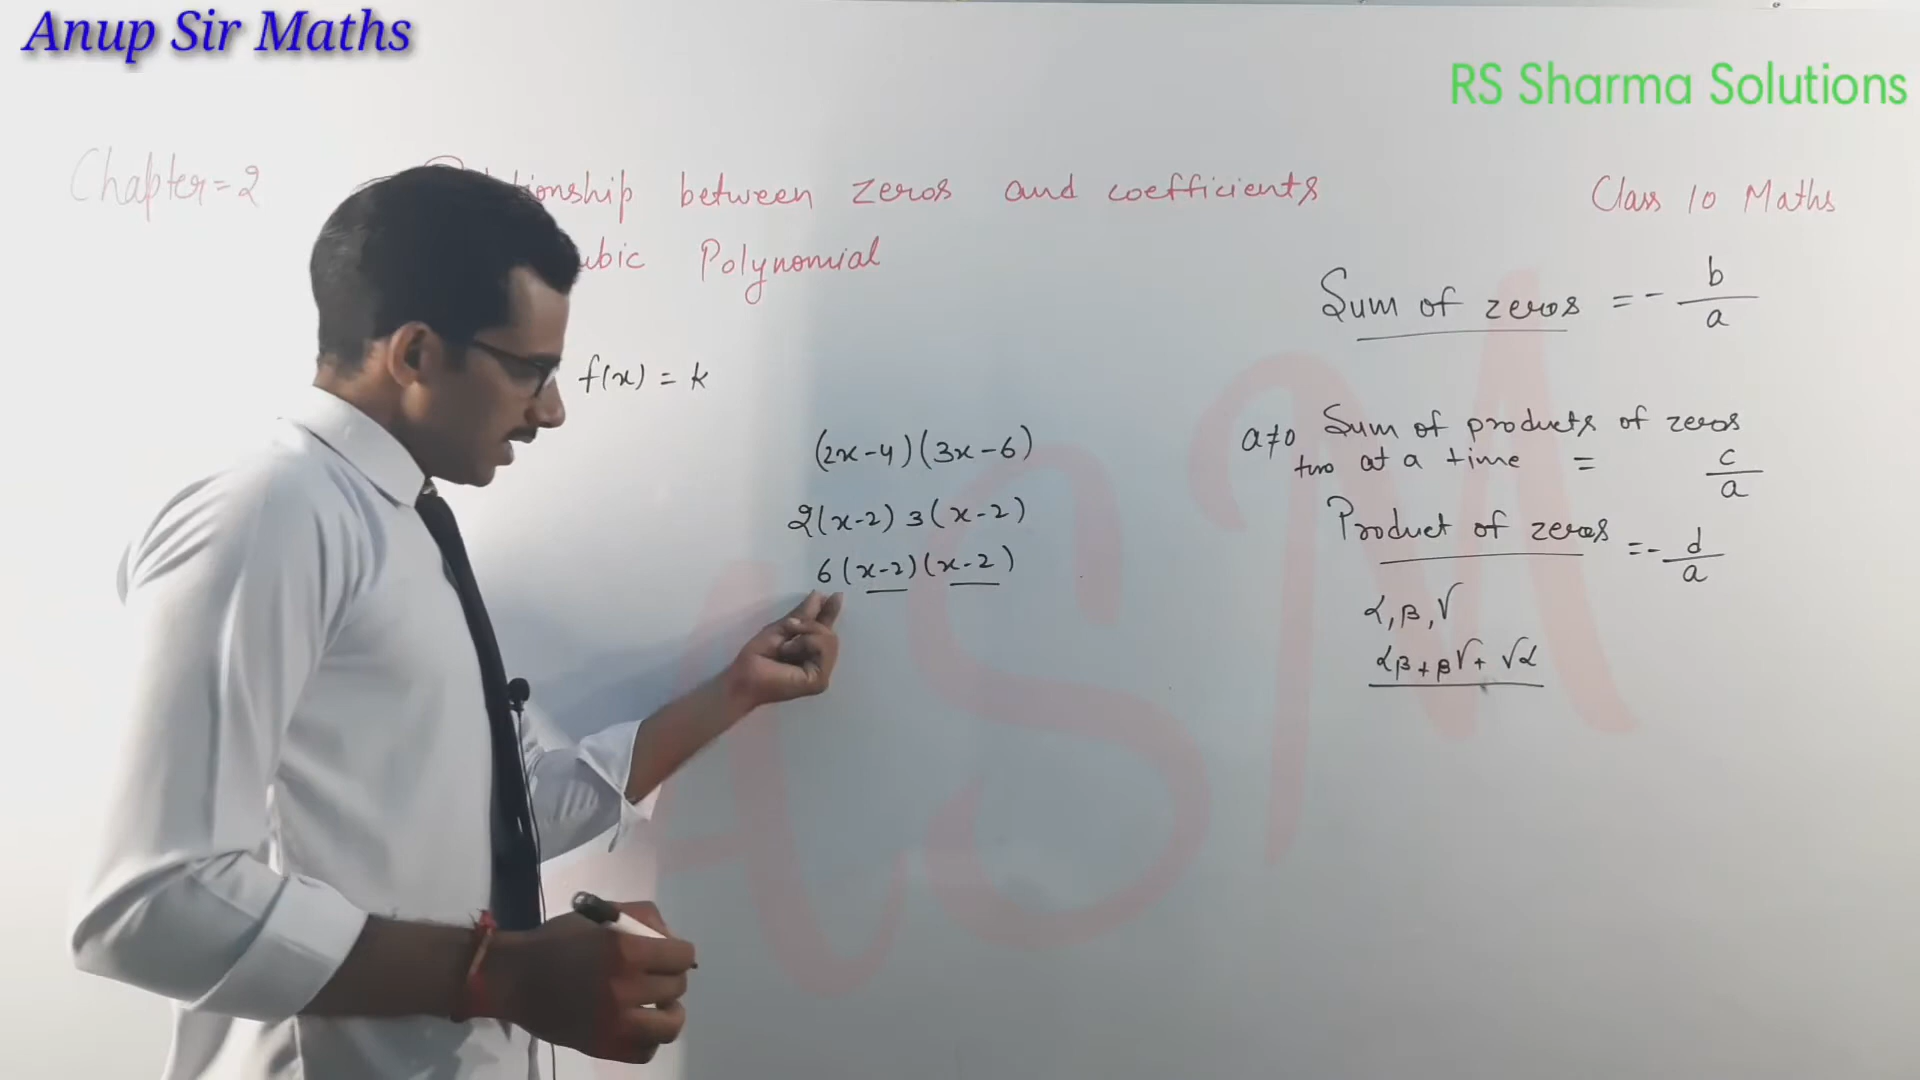 Anup Sir Maths
RS Sharma Solutions
Chapter = 2
between zeros and coefficients
Class 10 Maths
Polynomial
Sum of zeros = - b/a
f(x) = k
(2x-4)(3x-6)
a≠0 Sum of products of zeros
two at a time = c/a
2(x-2) 3(x-2)
Product of zeros = - d/a
6(x-2)(x-2)
α, β, γ
αβ + βγ + γα
ASM